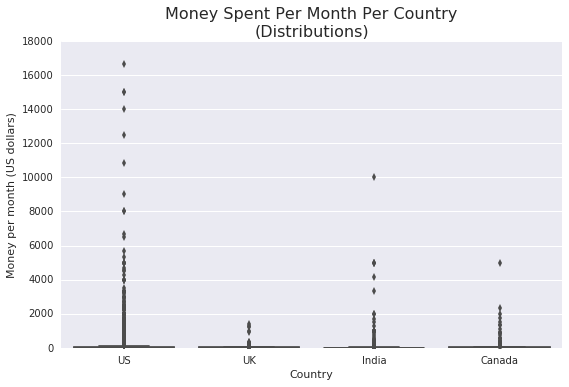 Money Spent Per Month Per Country
(Distributions)
18000
16000
14000
12000
10000
8000
6000
4000
2000
0
Money per month (US dollars)
US UK India Canada
Country